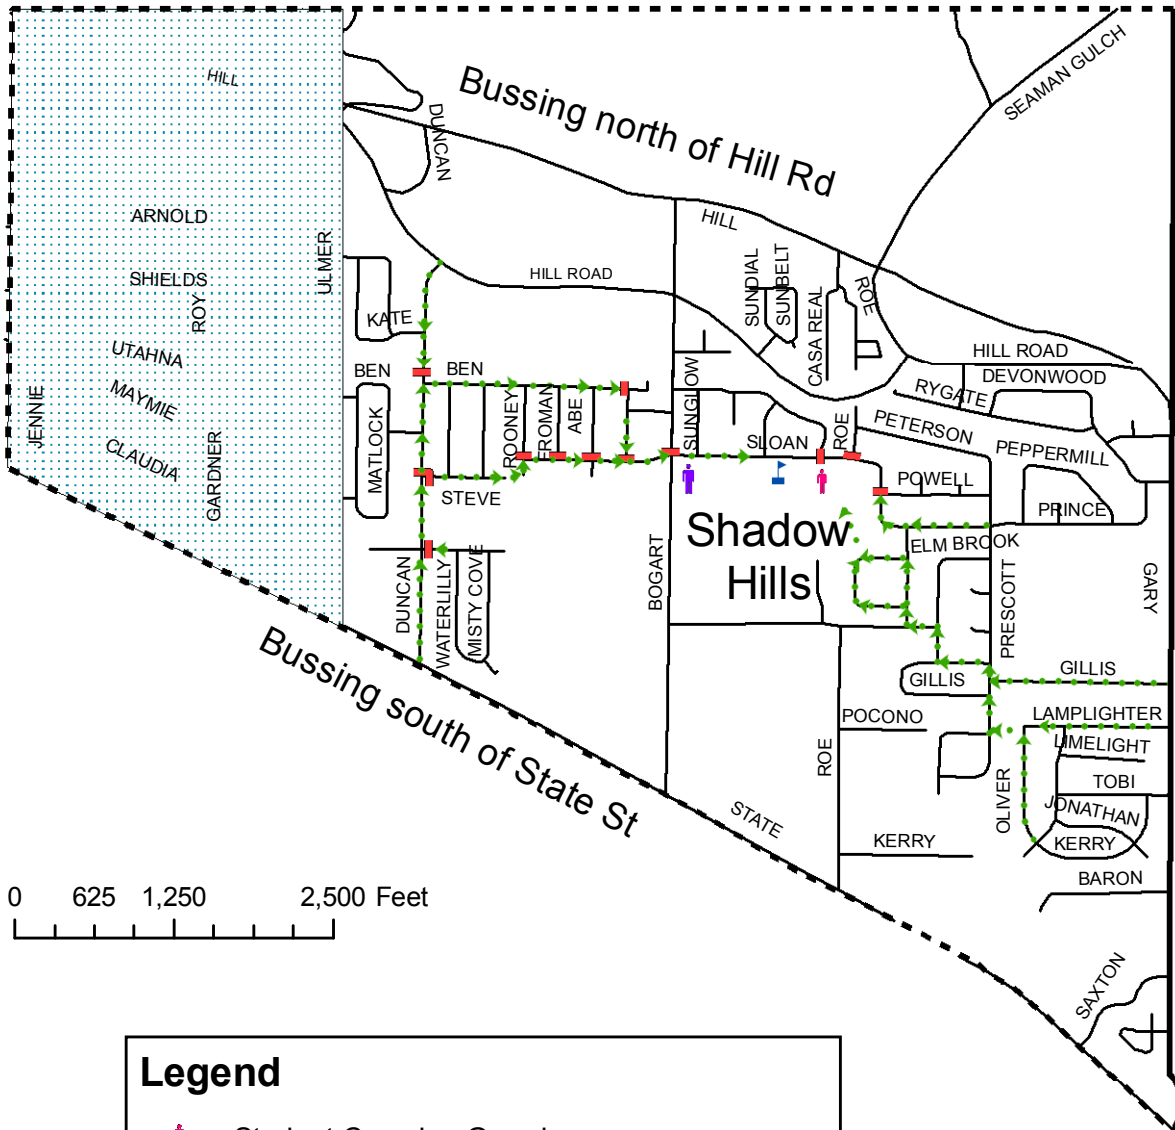 HILL
SEAMAN GULCH
Bussing north of Hill Rd
DUNCAN
ARNOLD
HILL
ULMER
SHIELDS
ROY
HILL ROAD
SUNDIAL
SUNBELT
CASA REAL
ROE
KATE
UTAHNA
BEN
BEN
HILL ROAD
DEVONWOOD
RYGATE
MAYMIE
JENNIE
MATLOCK
ROONEY
FROMAN
ABE
SUNGLOW
SLOAN
ROE
PETERSON
PEPPERMILL
CLAUDIA
GARDNER
STEVE
POWELL
PRINCE
Shadow
Hills
ELM BROOK
BOGART
DUNCAN
WATERLILLY
MISTY COVE
PRESCOTT
GARY
Bussing south of State St
GILLIS
GILLIS
POCONO
LAMPLIGHTER
LIMELIGHT
ROE
TOBI
OLIVER
JONATHAN
STATE
KERRY
KERRY
BARON
0 625 1,250 2,500 Feet
SAXTON
Legend